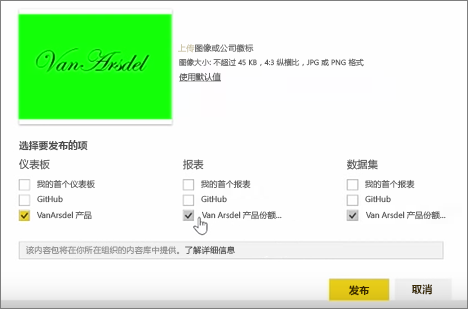 Van Arsdel
上传图像或公司徽标
图像大小: 不超过 45 KB，4:3 纵横比，JPG 或 PNG 格式
使用默认值
选择要发布的项
仪表板 报表 数据集
我的首个仪表板 我的首个报表 我的首个报表
GitHub GitHub GitHub
VanArsdel 产品 Van Arsdel 产品份额... Van Arsdel 产品份额...
该内容包将在你所在组织的内容库中提供。了解详细信息
发布 取消